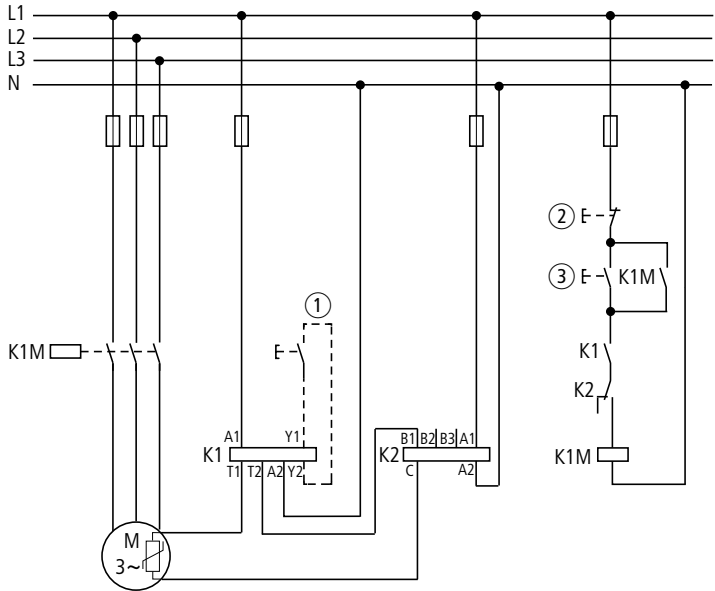 L1
L2
L3
N
2
3
K1M
1
K1M
K1
K2
A1
Y1
B1 B2 B3 A1
K1
K2
K1M
T1 T2 A2 Y2
C
A2
M
3~